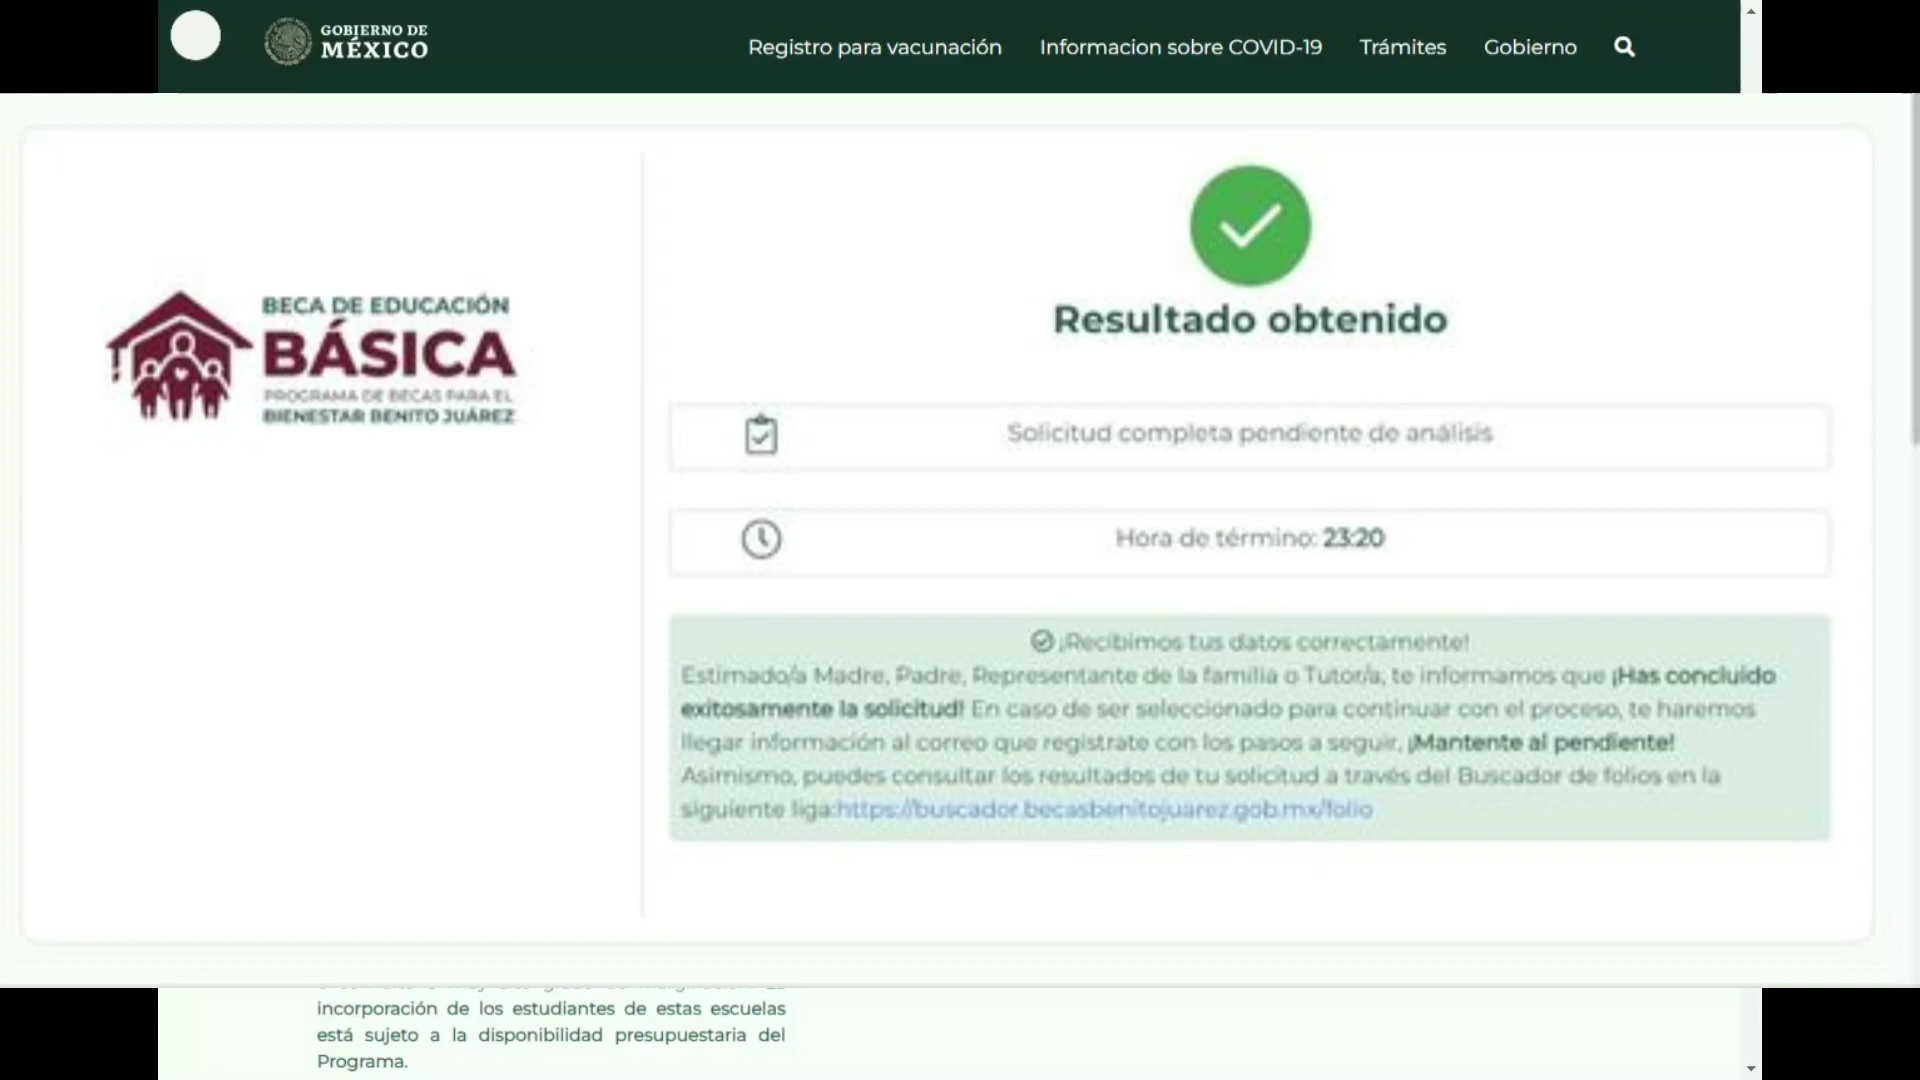 GOBIERNO DE
MÉXICO
Registro para vacunación
Informacion sobre COVID-19
Trámites
Gobierno
BECA DE EDUCACIÓN
BÁSICA
PROGRAMA DE BECAS PARA EL
BIENESTAR BENITO JUÁREZ
Resultado obtenido
Solicitud completa pendiente de análisis
Hora de término: 23:20
¡Recibimos tus datos correctamente!
Estimado/a Madre, Padre, Representante de la familia o Tutor/a, te informamos que ¡Has concluido
exitosamente la solicitud! En caso de ser seleccionado para continuar con el proceso, te haremos
llegar información al correo que registrate con los pasos a seguir, ¡Mantente al pendiente!
Asimismo, puedes consultar los resultados de tu solicitud a través del Buscador de folios en la
siguiente liga:https://buscador.becasbenitojuarez.gob.mx/folio
incorporación de los estudiantes de estas escuelas
está sujeto a la disponibilidad presupuestaria del
Programa.